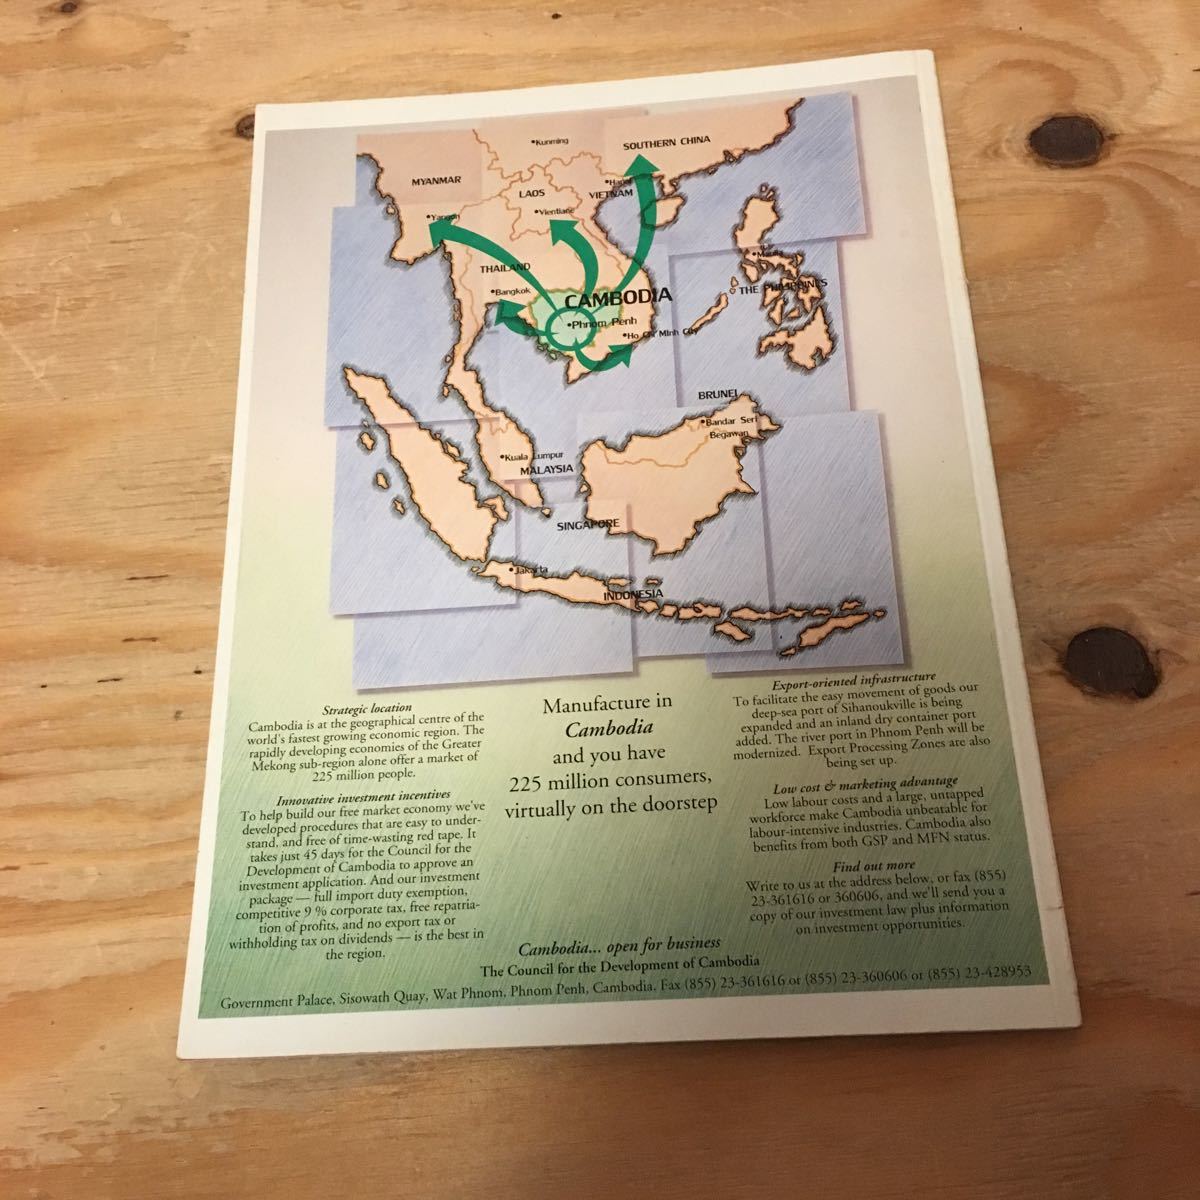 Kunming
SOUTHERN CHINA
MYANMAR
Hanoi
LAOS
VIETNAM
Yangon
Vientiane
THAILAND
Manila
Bangkok
THE PHILIPPINES
CAMBODIA
Phnom Penh
Ho Chi Minh City
BRUNEI
Bandar Seri
Begawan
Kuala Lumpur
MALAYSIA
SINGAPORE
Jakarta
INDONESIA
Strategic location
Cambodia is at the geographical centre of the
world's fastest growing economic region. The
rapidly developing economies of the Greater
Mekong sub-region alone offer a market of
225 million people.
Innovative investment incentives
To help build our free market economy we've
developed procedures that are easy to under-
stand, and free of time-wasting red tape. It
takes just 45 days for the Council for the
Development of Cambodia to approve an
investment application. And our investment
package — full import duty exemption,
competitive 9 % corporate tax, free repatria-
tion of profits, and no export tax or
withholding tax on dividends — is the best in
the region.
Manufacture in
Cambodia
and you have
225 million consumers,
virtually on the doorstep
Export-oriented infrastructure
To facilitate the easy movement of goods our
deep-sea port of Sihanoukville is being
expanded and an inland dry container port
added. The river port in Phnom Penh will be
modernized. Export Processing Zones are also
being set up.
Low cost & marketing advantage
Low labour costs and a large, untapped
workforce make Cambodia unbeatable for
labour-intensive industries. Cambodia also
benefits from both GSP and MFN status.
Find out more
Write to us at the address below, or fax (855)
23-361616 or 360606, and we'll send you a
copy of our investment law plus information
on investment opportunities.
Cambodia... open for business
The Council for the Development of Cambodia
Government Palace, Sisowath Quay, Wat Phnom, Phnom Penh, Cambodia. Fax (855) 23-361616 or (855) 23-360606 or (855) 23-428953